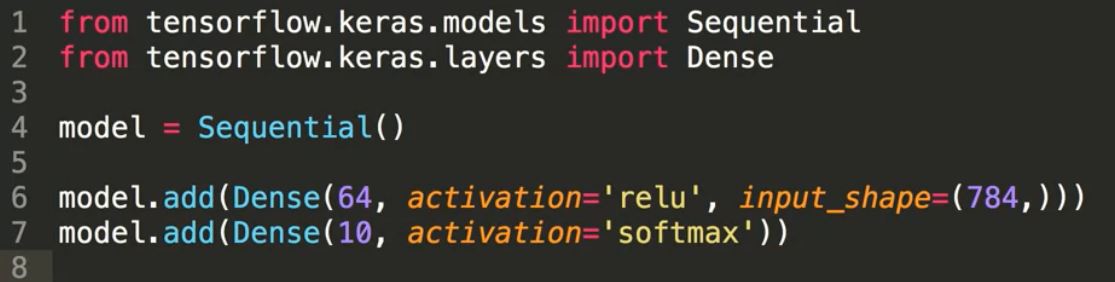 1 from tensorflow.keras.models import Sequential
2 from tensorflow.keras.layers import Dense
3
4 model = Sequential()
5
6 model.add(Dense(64, activation='relu', input_shape=(784,)))
7 model.add(Dense(10, activation='softmax'))
8